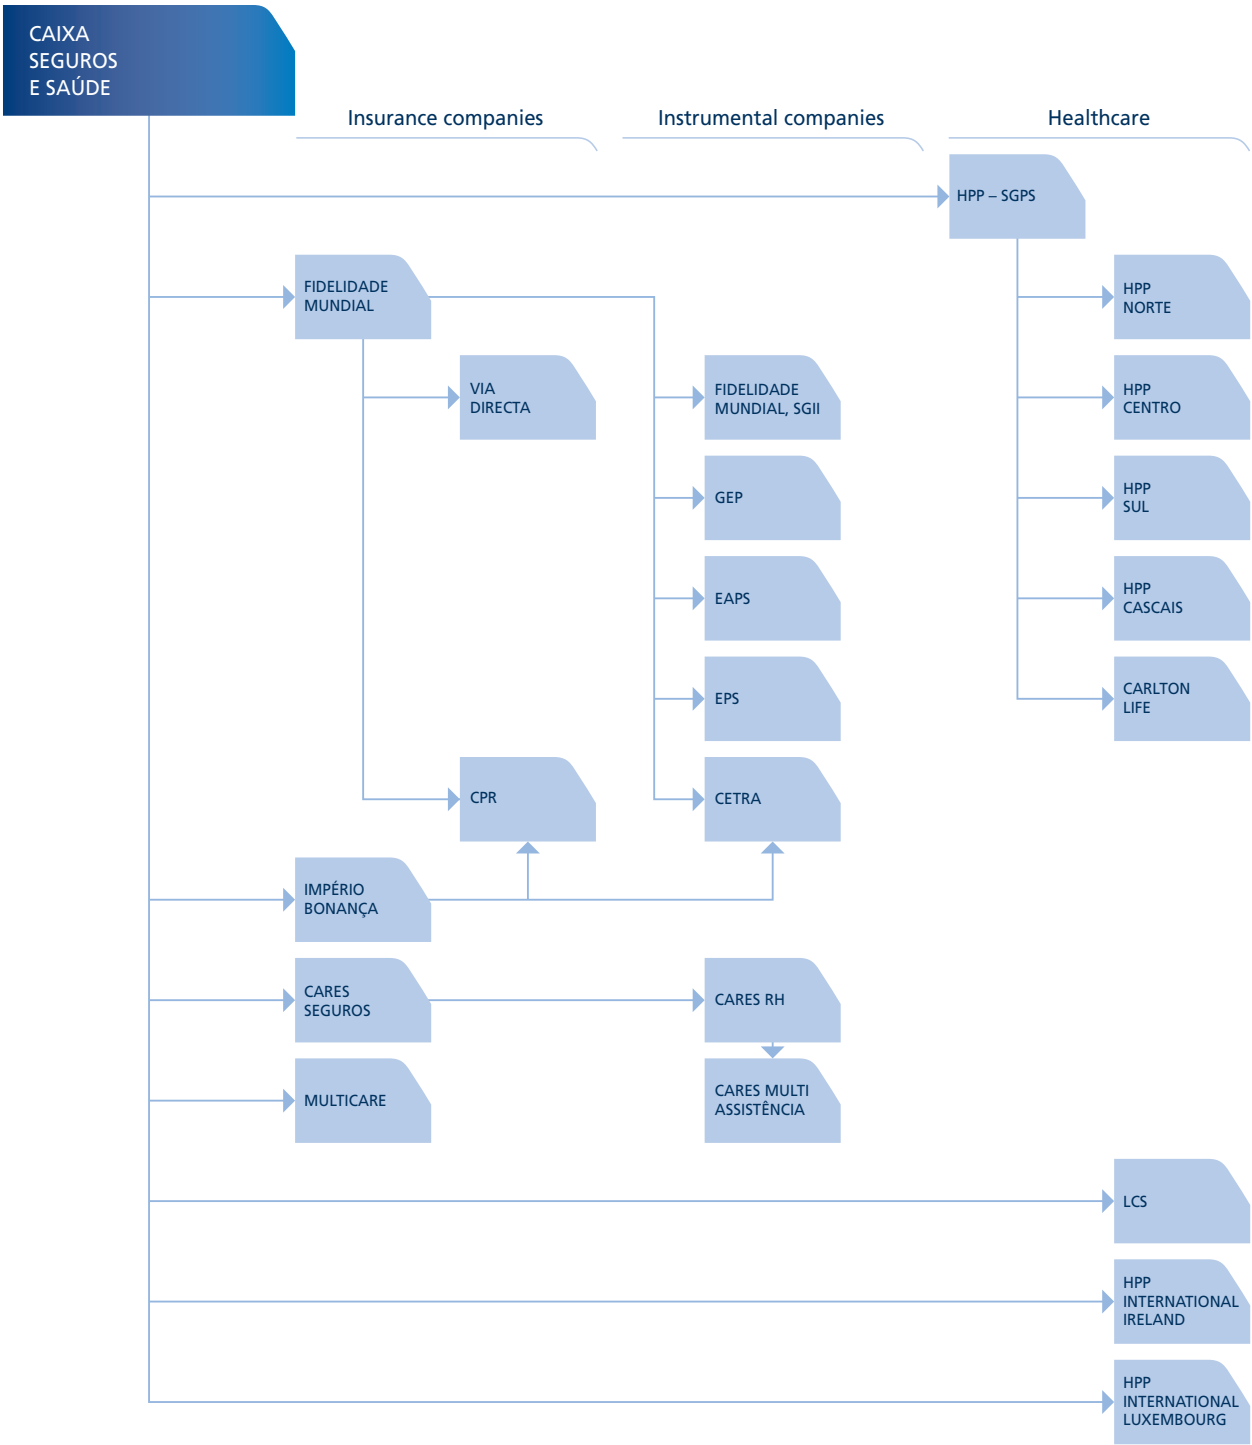 CAIXA
SEGUROS
E SAÚDE
Insurance companies
Instrumental companies
Healthcare
HPP – SGPS
FIDELIDADE
MUNDIAL
HPP
NORTE
VIA
DIRECTA
FIDELIDADE
MUNDIAL, SGII
HPP
CENTRO
GEP
HPP
SUL
EAPS
HPP
CASCAIS
EPS
CARLTON
LIFE
CPR
CETRA
IMPÉRIO
BONANÇA
CARES
SEGUROS
CARES RH
MULTICARE
CARES MULTI
ASSISTÊNCIA
LCS
HPP
INTERNATIONAL
IRELAND
HPP
INTERNATIONAL
LUXEMBOURG